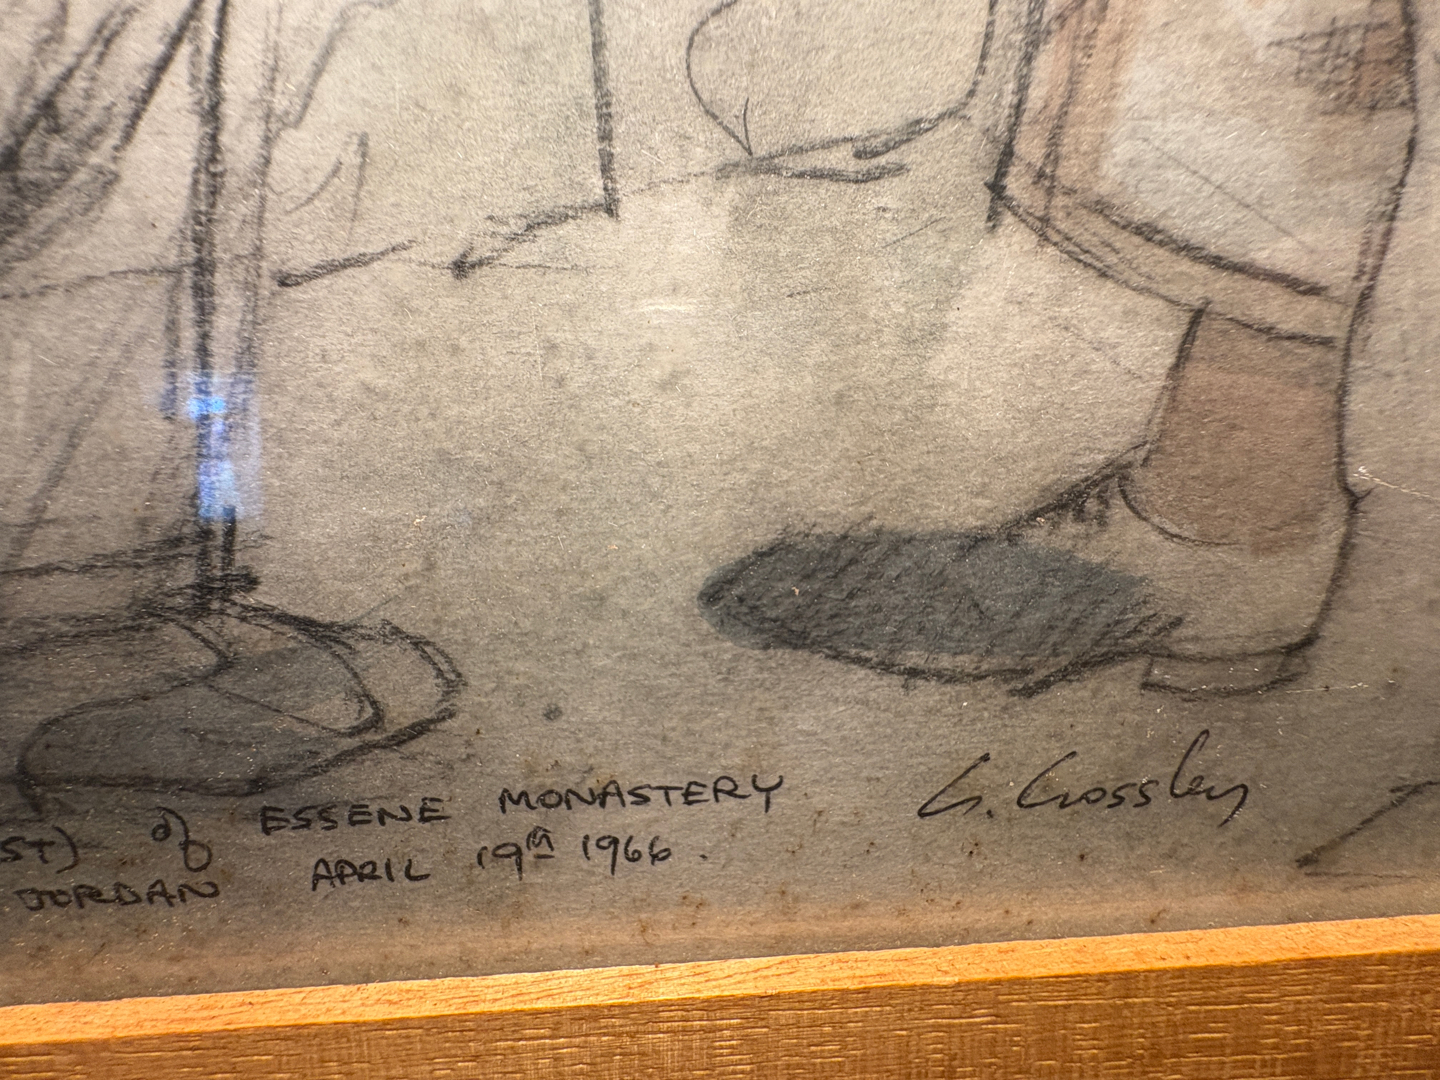 ST) of ESSENE MONASTERY
JORDAN APRIL 19th 1966.
G. Crossley